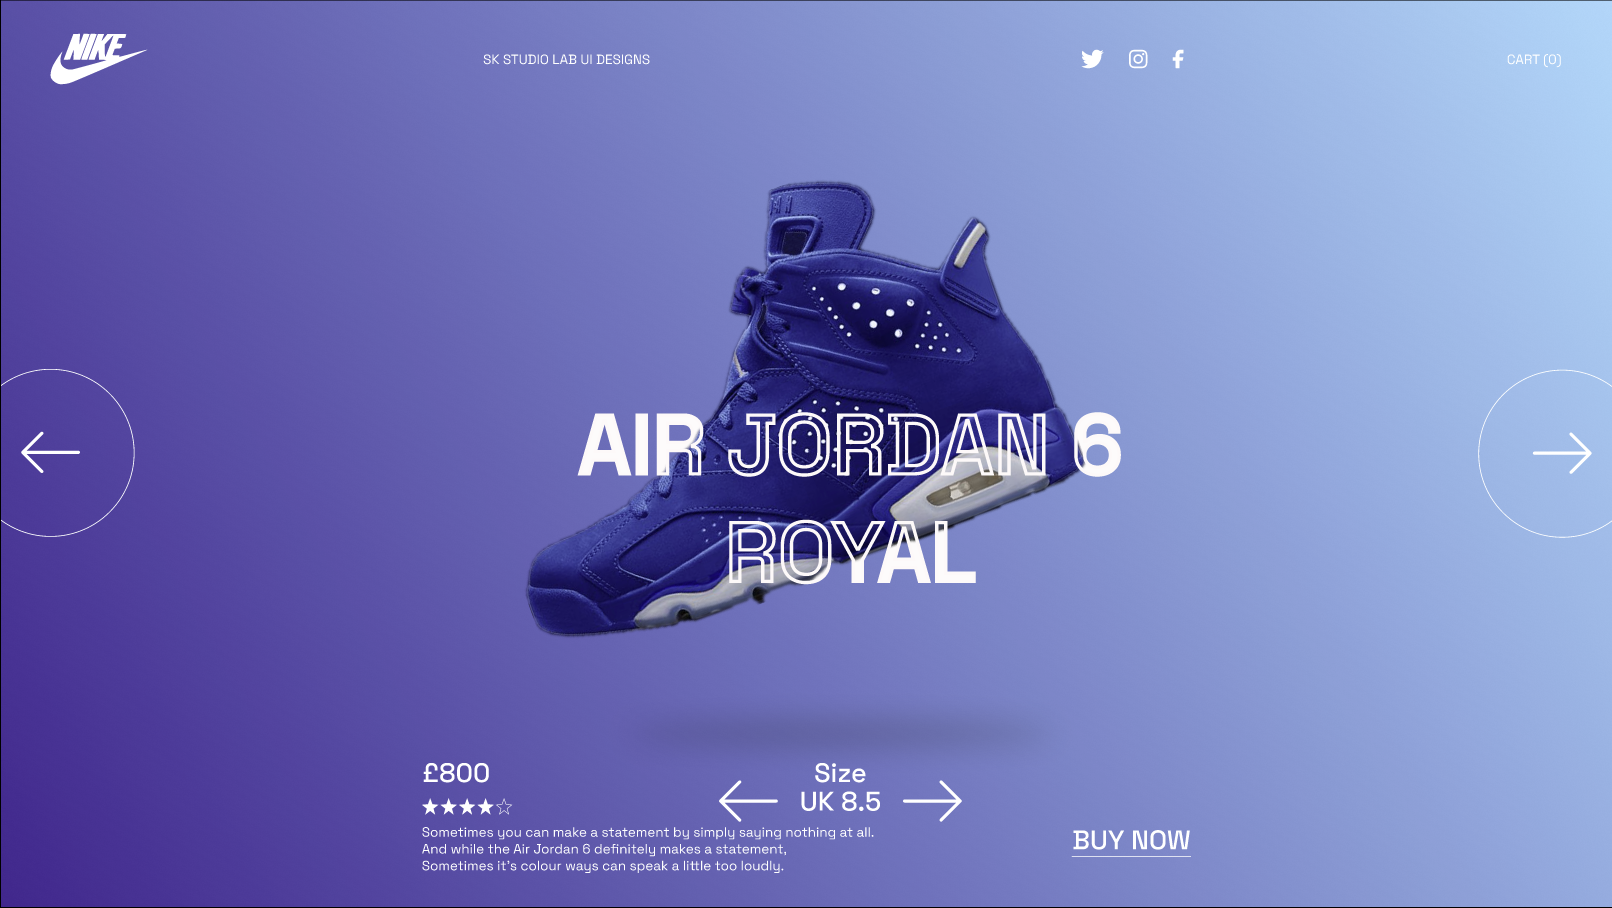 NIKE
SK STUDIO LAB UI DESIGNS
CART (0)
AIR JORDAN 6
ROYAL
£800
Size
UK 8.5
Sometimes you can make a statement by simply saying nothing at all.
And while the Air Jordan 6 definitely makes a statement,
Sometimes it's colour ways can speak a little too loudly.
BUY NOW